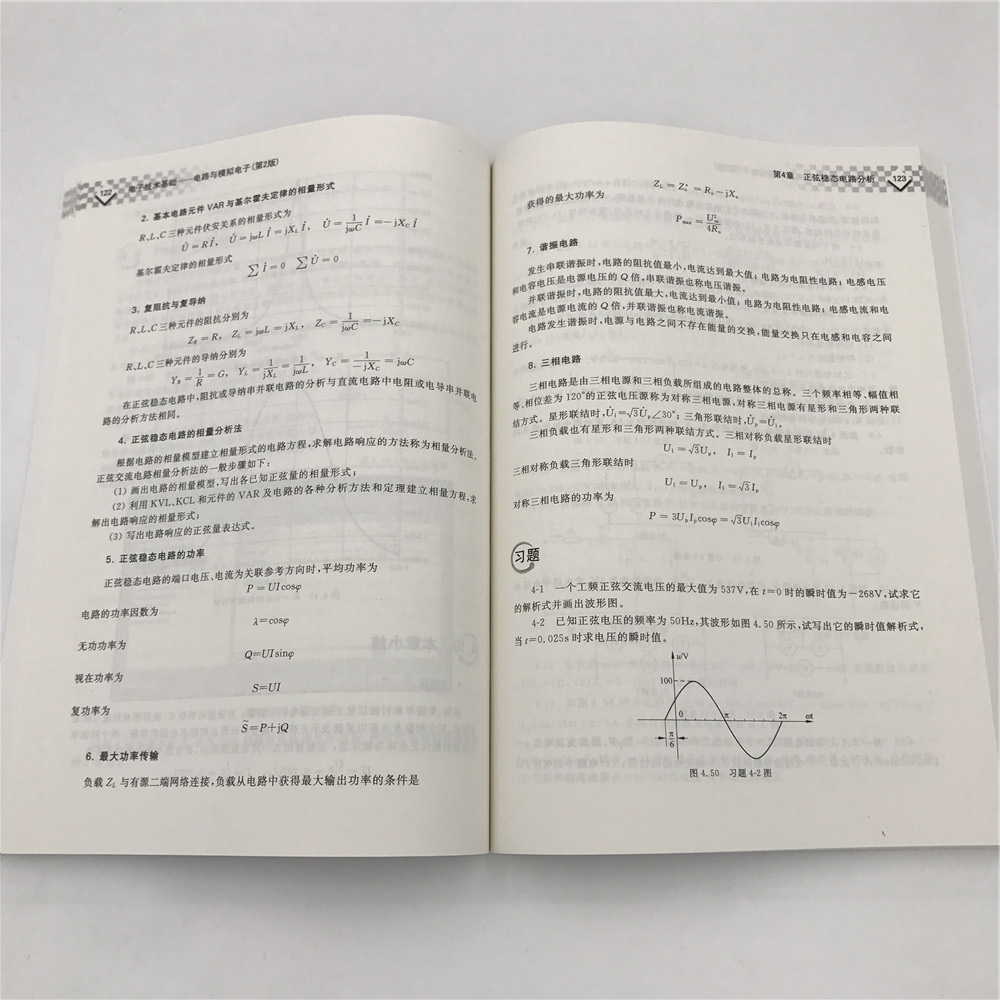 122 电子技术基础——电路与模拟电子(第2版)
2. 基本电路元件 VAR 与基尔霍夫定律的相量形式
R、L、C 三种元件伏安关系的相量形式为
U̇=Rİ, U̇=jωLİ=jX_Lİ, U̇=\frac{1}{jωC}İ=-jX_Cİ
基尔霍夫定律的相量形式
∑İ=0 ∑U̇=0
3. 复阻抗与复导纳
R、L、C 三种元件的阻抗分别为
Z_R=R, Z_L=jωL=jX_L, Z_C=\frac{1}{jωC}=-jX_C
R、L、C 三种元件的导纳分别为
Y_R=\frac{1}{R}=G, Y_L=\frac{1}{jX_L}=\frac{1}{jωL}, Y_C=\frac{1}{-jX_C}=jωC
在正弦稳态电路中,阻抗或导纳串并联电路的分析与直流电路中电阻或电导串并联电
路的分析方法相同。
4. 正弦稳态电路的相量分析法
根据电路的相量模型建立相量形式的电路方程,求解电路响应的方法称为相量分析法。
正弦交流电路相量分析法的一般步骤如下:
(1) 画出电路的相量模型,写出各已知正弦量的相量形式;
(2) 利用 KVL、KCL 和元件的 VAR 及电路的各种分析方法和定理建立相量方程,求
解出电路响应的相量形式;
(3) 写出电路响应的正弦量表达式。
5. 正弦稳态电路的功率
正弦稳态电路的端口电压、电流为关联参考方向时,平均功率为
P=UIcosφ
电路的功率因数为
λ=cosφ
无功功率为
Q=UIsinφ
视在功率为
S=UI
复功率为
S̃=P+jQ
6. 最大功率传输
负载 Z_L 与有源二端网络连接,负载从电路中获得最大输出功率的条件是
第4章 正弦稳态电路分析 123
Z_L=Z_o^*=R_o-jX_o
获得的最大功率为
P_max=\frac{U_{oc}^2}{4R_o}
7. 谐振电路
发生串联谐振时,电路的阻抗值最小,电流达到最大值;电路为电阻性电路;电感电压
和电容电压是电源电压的 Q 倍,串联谐振也称电压谐振。
并联谐振时,电路的阻抗值最大,电流达到最小值;电路为电阻性电路;电感电流和电
容电流是电源电流的 Q 倍,并联谐振也称电流谐振。
电路发生谐振时,电源与电路之间不存在能量的交换,能量交换只在电感和电容之间
进行。
8. 三相电路
三相电路是由三相电源和三相负载所组成的电路整体的总称。三个频率相等、幅值相
等、相位差为 120°的正弦电压源称为对称三相电源,对称三相电源有星形和三角形两种联
结方式。星形联结时,U̇_l=√3U̇_p∠30°;三角形联结时,U̇_p=U̇_l。
三相负载也有星形和三角形两种联结方式。三相对称负载星形联结时
U_l=√3U_p, I_l=I_p
三相对称负载三角形联结时
U_l=U_p, I_l=√3I_p
对称三相电路的功率为
P=3U_pI_pcosφ=√3U_lI_lcosφ
习题
4-1 一个工频正弦交流电压的最大值为 537V,在 t=0 时的瞬时值为-268V,试求它
的解析式并画出波形图。
4-2 已知正弦电压的频率为 50Hz,其波形如图 4.50 所示,试写出它的瞬时值解析式,
当 t=0.025s 时求电压的瞬时值。
u/V
100
0 π 2π ωt
\frac{π}{6}
图 4.50 习题 4-2 图